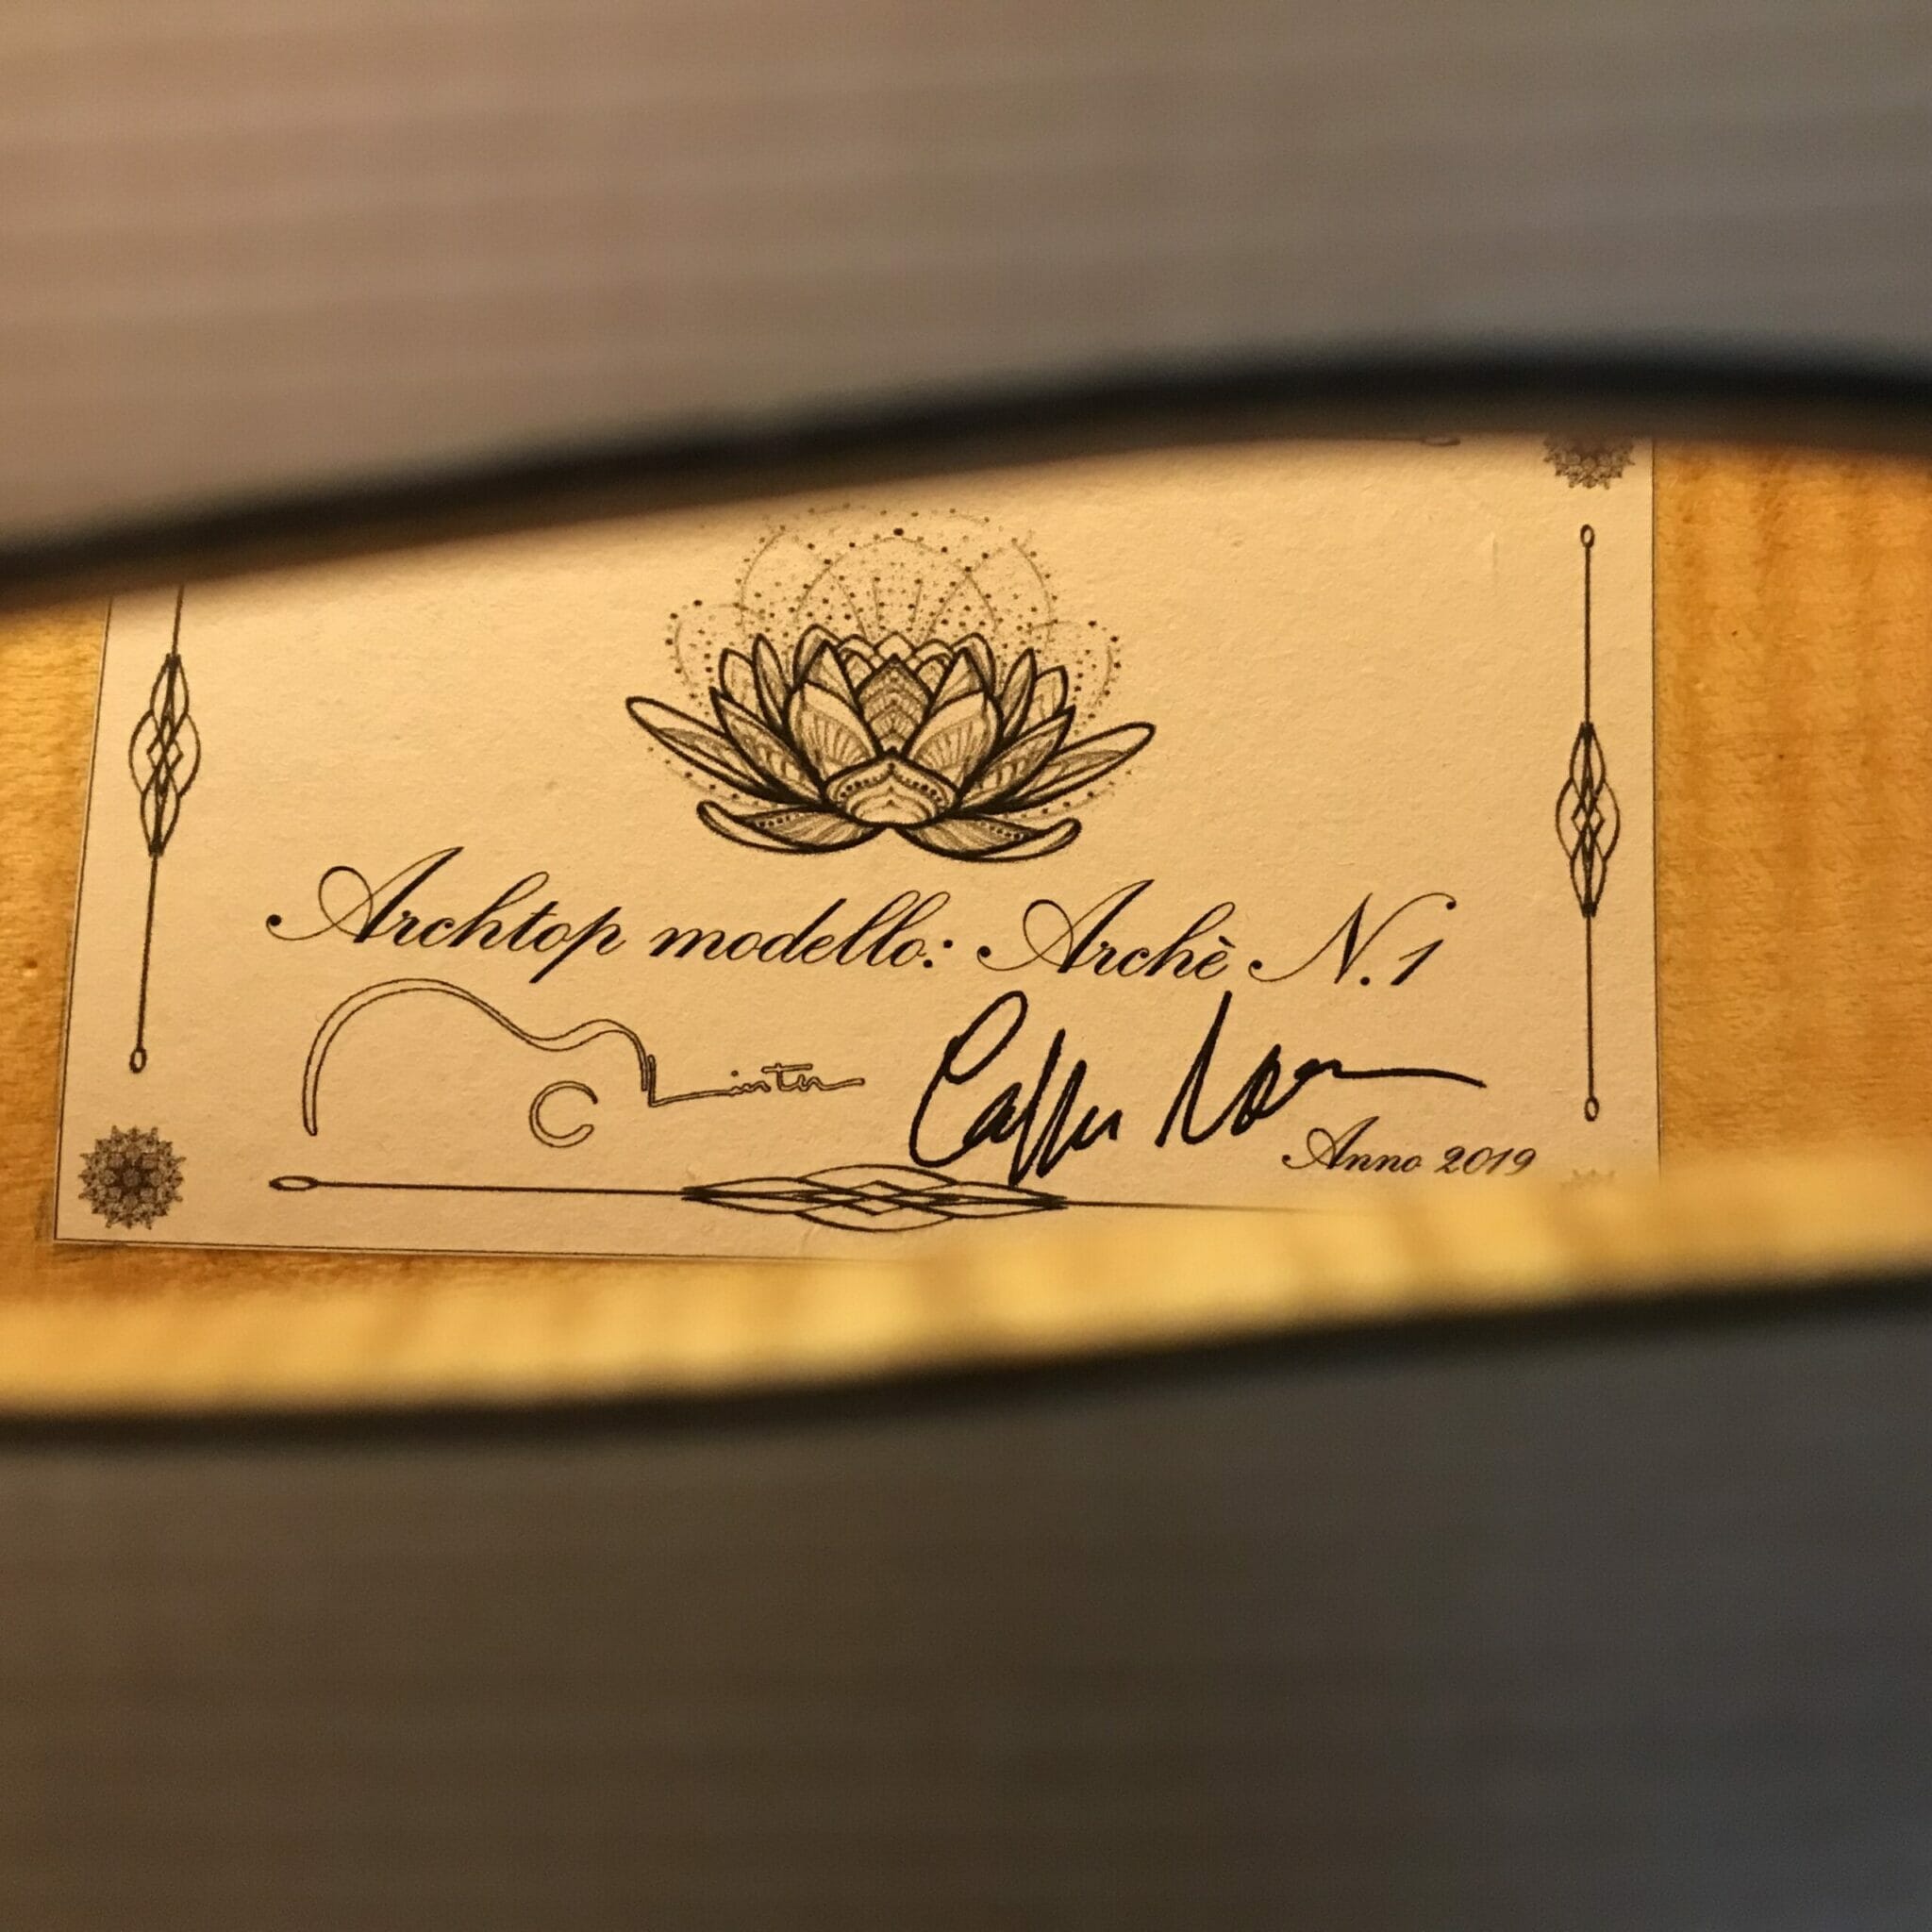 Archtop modello: Archè N.1
Anno 2019